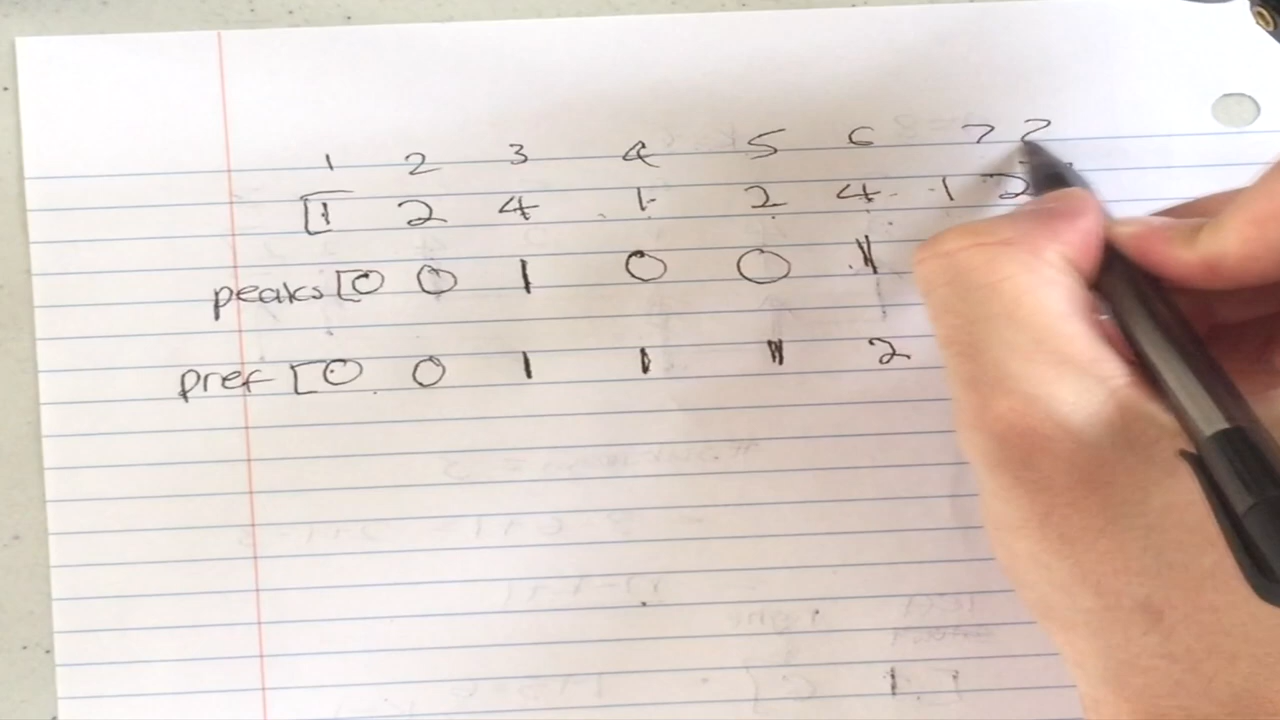 1 2 3 4 5 6 7
[1 2 4 1 2 4 1 2
peaks [0 0 1 0 0 1
pref [0 0 1 1 1 2